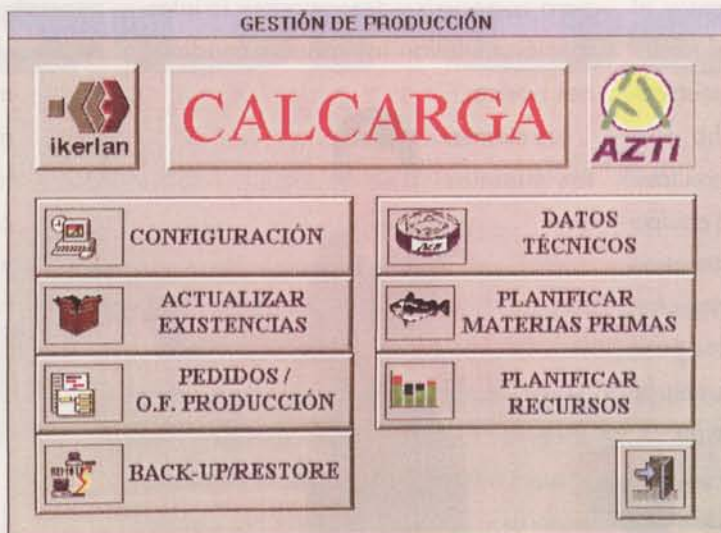 GESTIÓN DE PRODUCCIÓN
ikerlan
CALCARGA
AZTI
CONFIGURACIÓN
ACTUALIZAR
EXISTENCIAS
PEDIDOS /
O.F. PRODUCCIÓN
BACK-UP/RESTORE
DATOS
TÉCNICOS
PLANIFICAR
MATERIAS PRIMAS
PLANIFICAR
RECURSOS